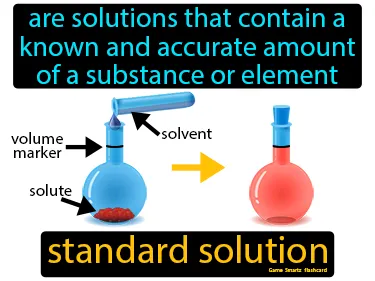 are solutions that contain a
known and accurate amount
of a substance or element
volume
marker
solvent
solute
standard solution
Game Smartz flashcard